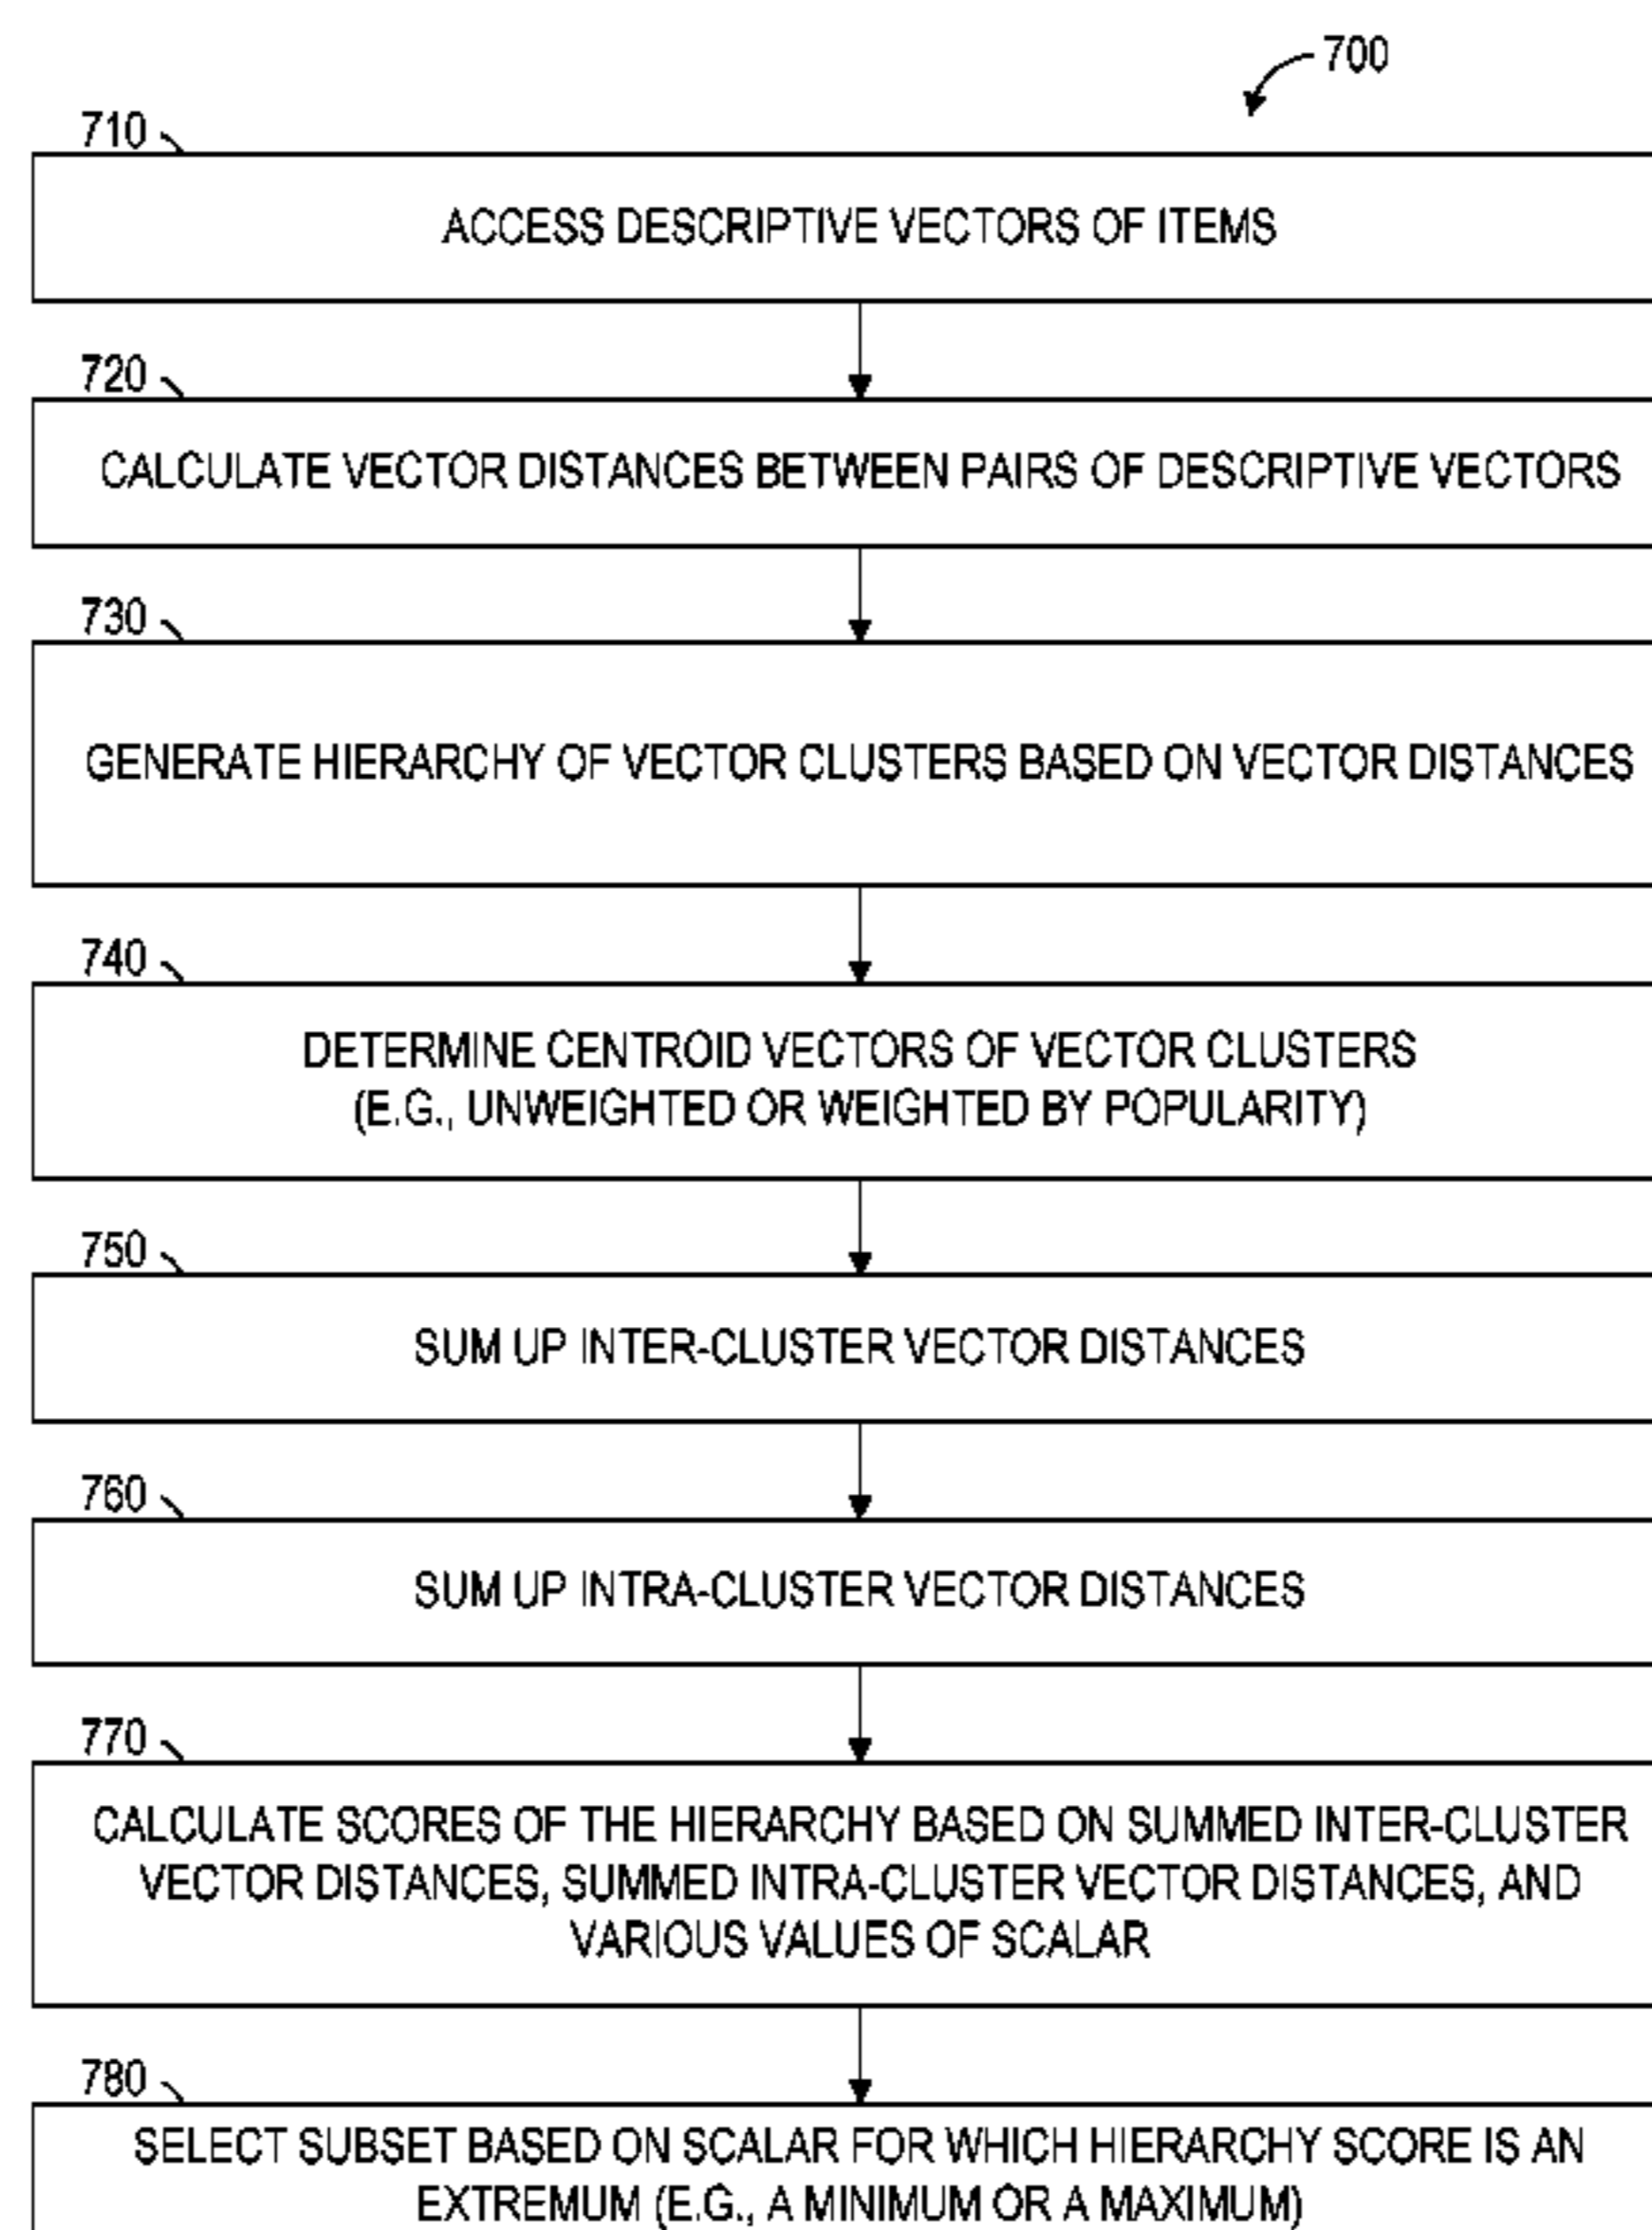 700
710
ACCESS DESCRIPTIVE VECTORS OF ITEMS
720
CALCULATE VECTOR DISTANCES BETWEEN PAIRS OF DESCRIPTIVE VECTORS
730
GENERATE HIERARCHY OF VECTOR CLUSTERS BASED ON VECTOR DISTANCES
740
DETERMINE CENTROID VECTORS OF VECTOR CLUSTERS
(E.G., UNWEIGHTED OR WEIGHTED BY POPULARITY)
750
SUM UP INTER-CLUSTER VECTOR DISTANCES
760
SUM UP INTRA-CLUSTER VECTOR DISTANCES
770
CALCULATE SCORES OF THE HIERARCHY BASED ON SUMMED INTER-CLUSTER
VECTOR DISTANCES, SUMMED INTRA-CLUSTER VECTOR DISTANCES, AND
VARIOUS VALUES OF SCALAR
780
SELECT SUBSET BASED ON SCALAR FOR WHICH HIERARCHY SCORE IS AN
EXTREMUM (E.G., A MINIMUM OR A MAXIMUM)